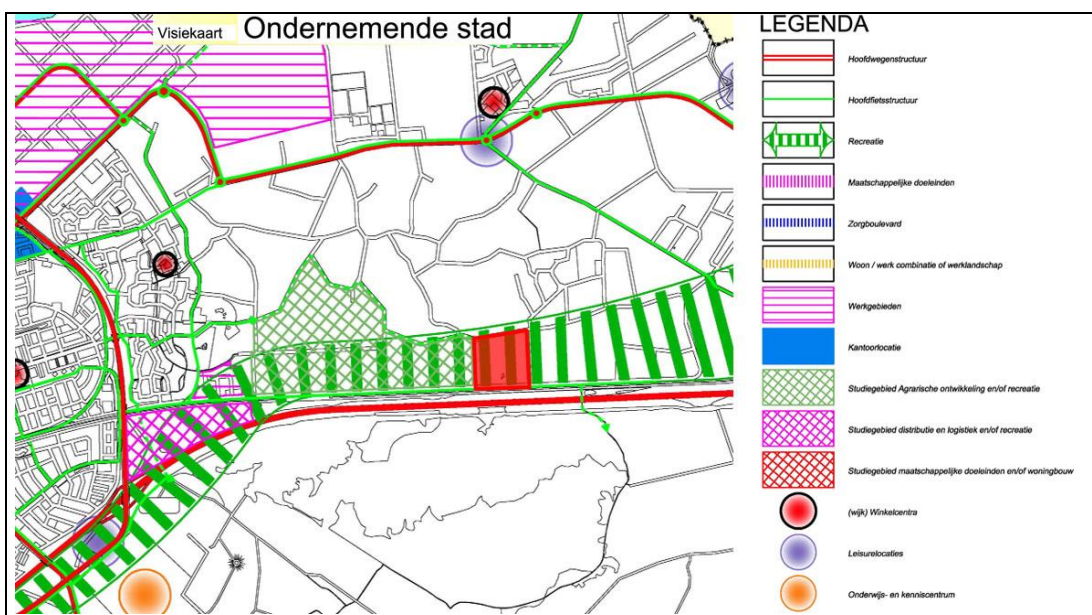 Visiekaart Ondernemende stad
LEGENDA
Hoofdwegenstructuur
Hoofdfietsstructuur
Recreatie
Maatschappelijke doeleinden
Zorgboulevard
Woon / werk combinatie of werklandschap
Werkgebieden
Kantoorlocatie
Studiegebied Agrarische ontwikkeling en/of recreatie
Studiegebied distributie en logistiek en/of recreatie
Studiegebied maatschappelijke doeleinden en/of woningbouw
(wijk) Winkelcentra
Leisurelocaties
Onderwijs- en kenniscentrum